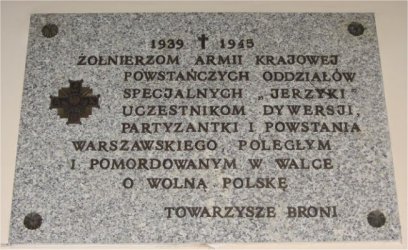 1939 † 1945
ŻOŁNIERZOM ARMII KRAJOWEJ
POWSTAŃCZYCH ODDZIAŁÓW
SPECJALNYCH „JERZYKI”
UCZESTNIKOM DYWERSJI,
PARTYZANTKI I POWSTANIA
WARSZAWSKIEGO POLEGŁYM
I POMORDOWANYM W WALCE
O WOLNĄ POLSKĘ
TOWARZYSZE BRONI